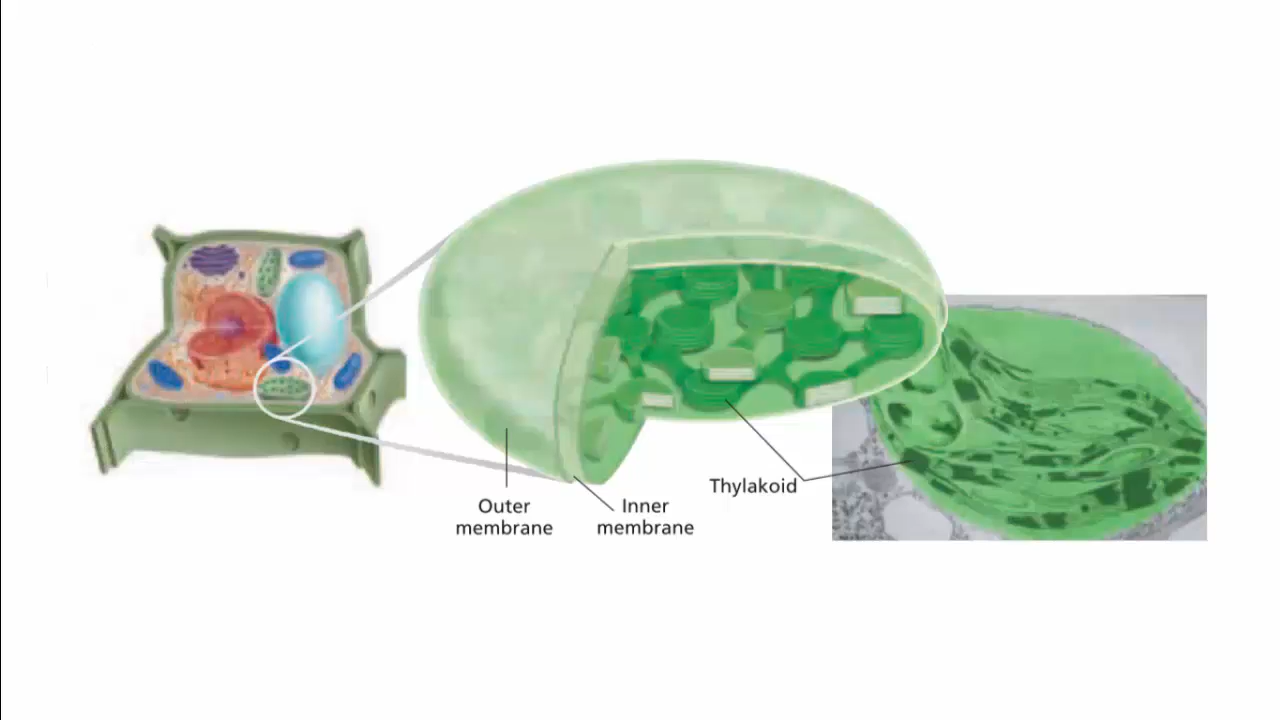 Outer
membrane
Inner
membrane
Thylakoid